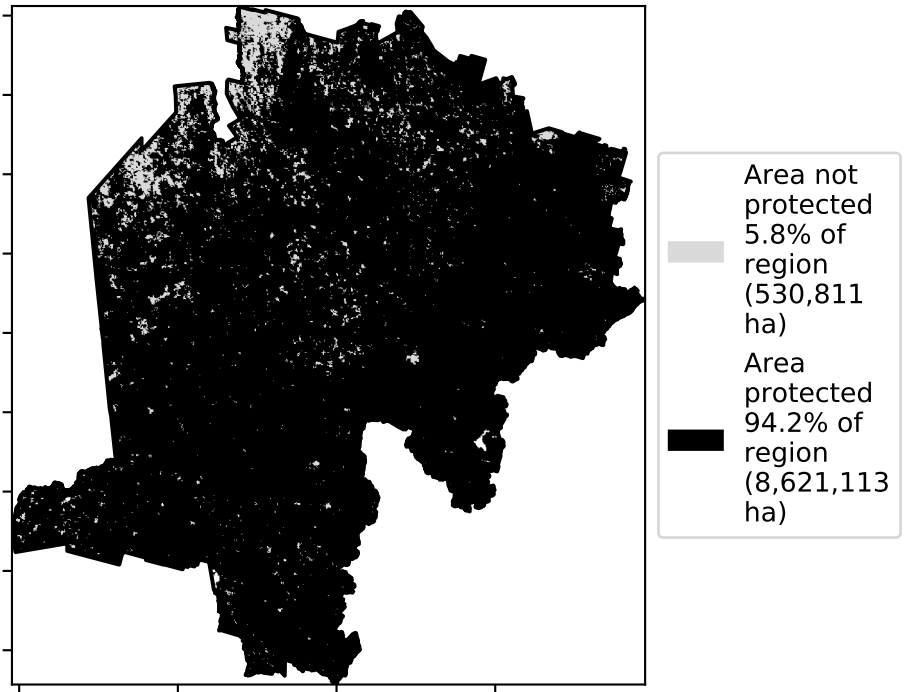 Area not
protected
5.8% of
region
(530,811
ha)
Area
protected
94.2% of
region
(8,621,113
ha)